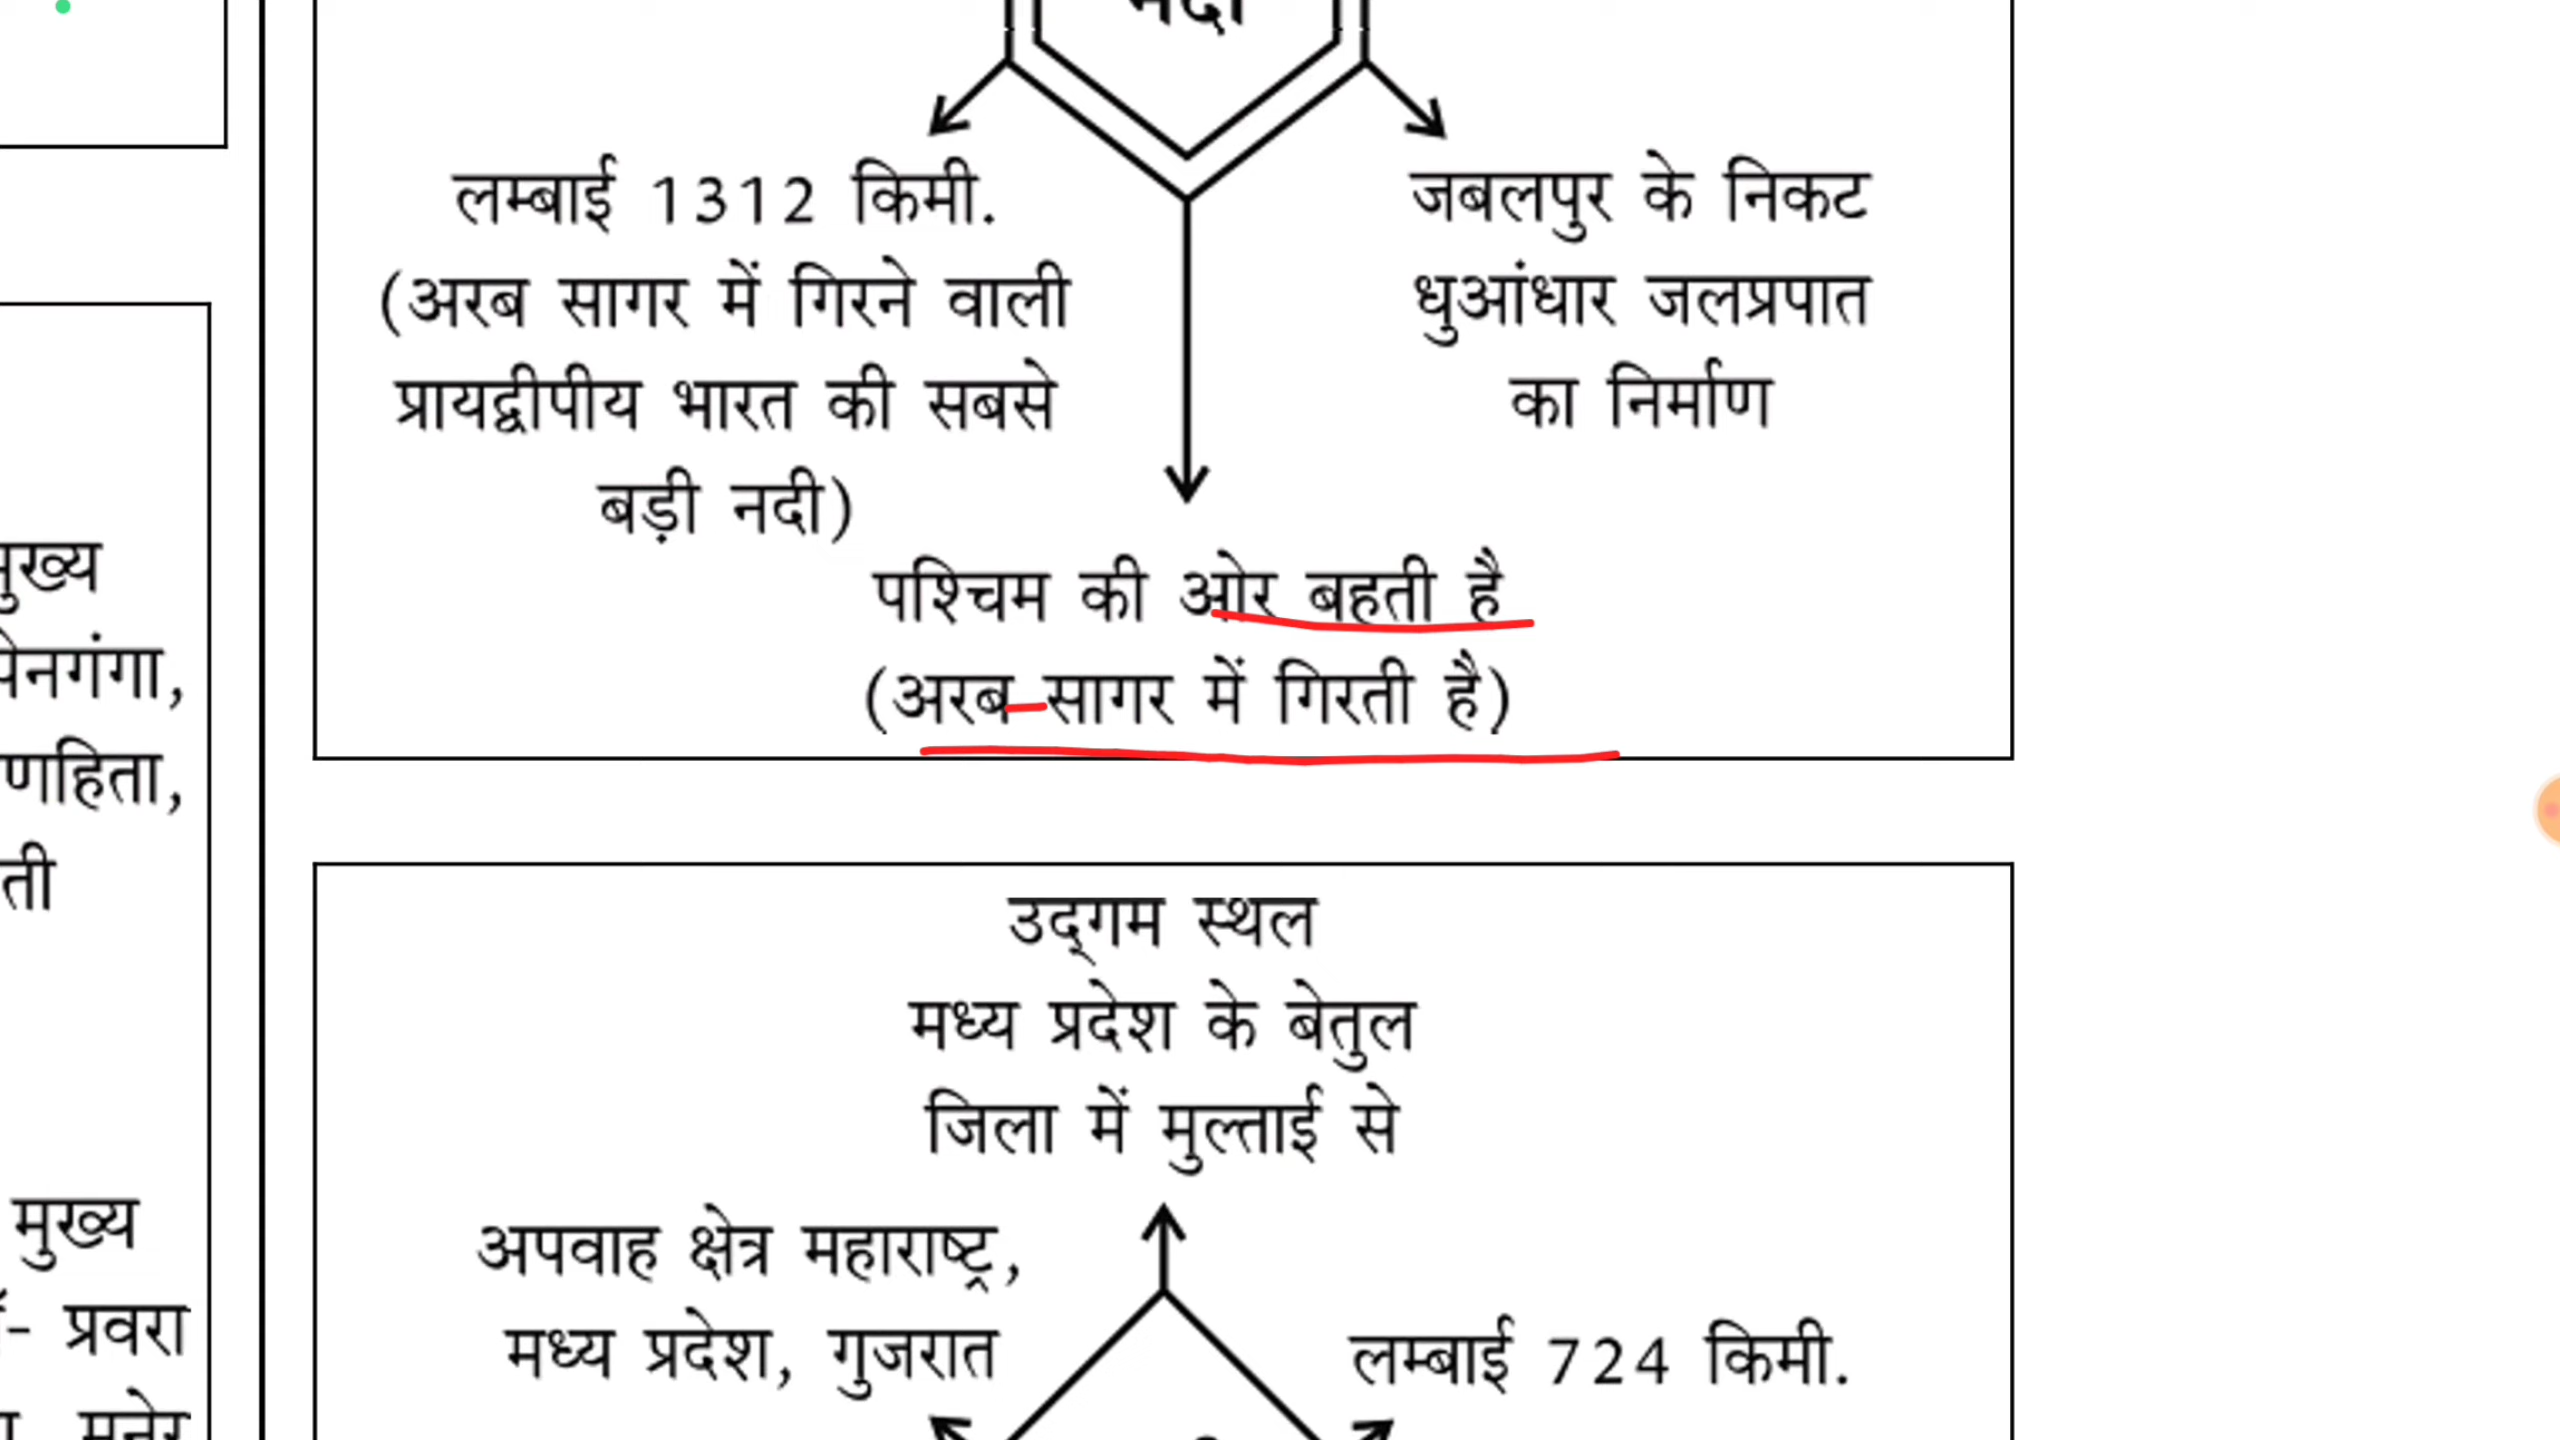 नदी
लम्बाई 1312 किमी.
(अरब सागर में गिरने वाली
प्रायद्वीपीय भारत की सबसे
बड़ी नदी)
जबलपुर के निकट
धुआंधार जलप्रपात
का निर्माण
पश्चिम की ओर बहती है
(अरब सागर में गिरती है)
उद्गम स्थल
मध्य प्रदेश के बेतुल
जिला में मुल्ताई से
अपवाह क्षेत्र महाराष्ट्र,
मध्य प्रदेश, गुजरात
लम्बाई 724 किमी.
मुख्य
पेनगंगा,
णहिता,
ती
मुख्य
- प्रवरा